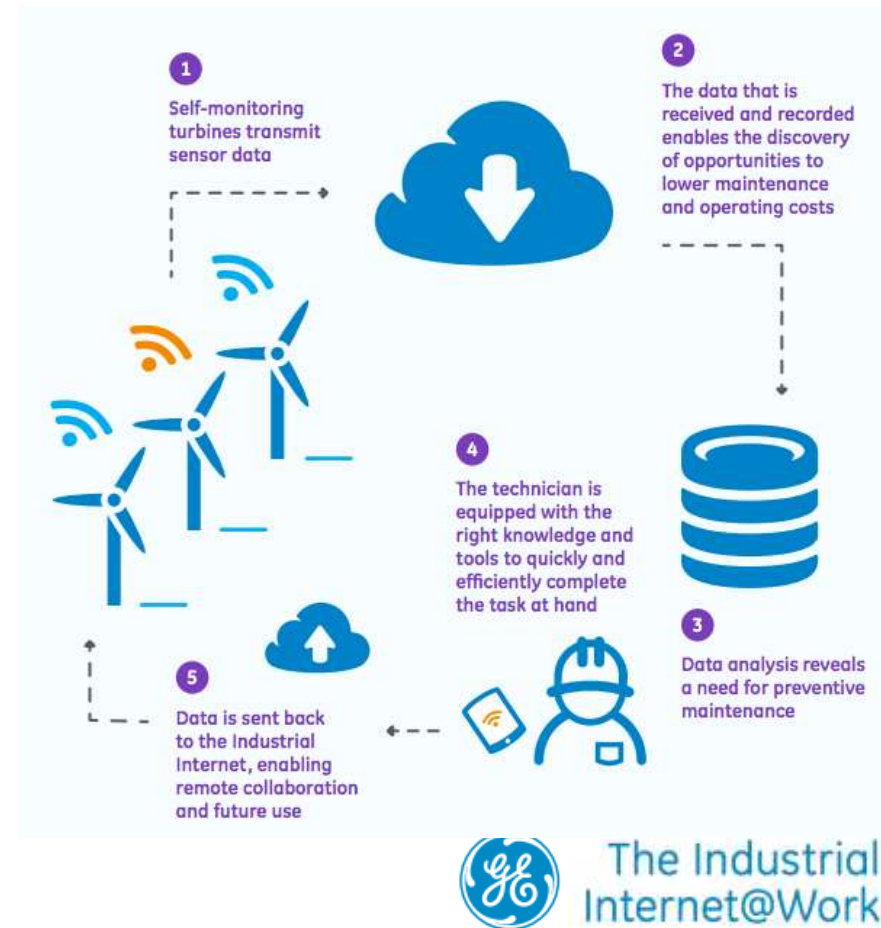 1
Self-monitoring
turbines transmit
sensor data
2
The data that is
received and recorded
enables the discovery
of opportunities to
lower maintenance
and operating costs
3
Data analysis reveals
a need for preventive
maintenance
4
The technician is
equipped with the
right knowledge and
tools to quickly and
efficiently complete
the task at hand
5
Data is sent back
to the Industrial
Internet, enabling
remote collaboration
and future use
GE
The Industrial
Internet@Work